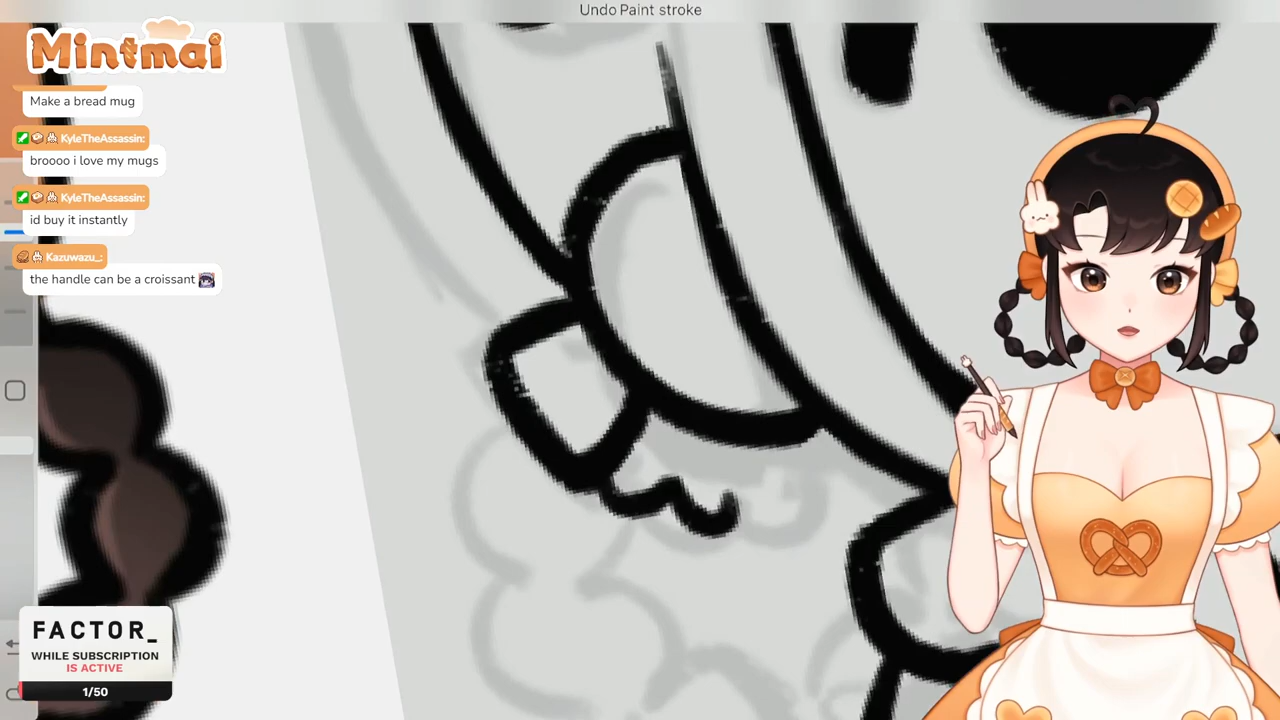 Undo Paint stroke
Mintmai
Make a bread mug
KyleTheAssassin:
broooo i love my mugs
KyleTheAssassin:
id buy it instantly
Kazuwazu_:
the handle can be a croissant
FACTOR_
WHILE SUBSCRIPTION
IS ACTIVE
1/50